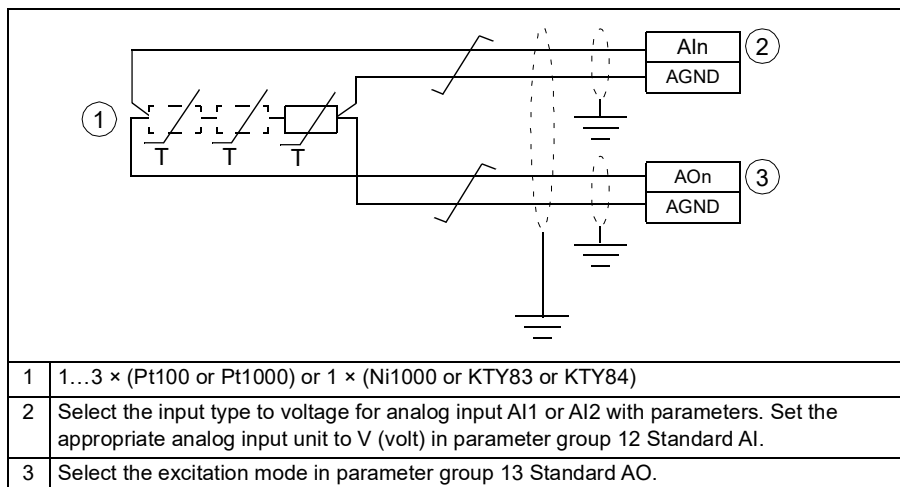 AIn
2
AGND
1
T T T
AOn
3
AGND
1 1…3 × (Pt100 or Pt1000) or 1 × (Ni1000 or KTY83 or KTY84)
2 Select the input type to voltage for analog input AI1 or AI2 with parameters. Set the
appropriate analog input unit to V (volt) in parameter group 12 Standard AI.
3 Select the excitation mode in parameter group 13 Standard AO.